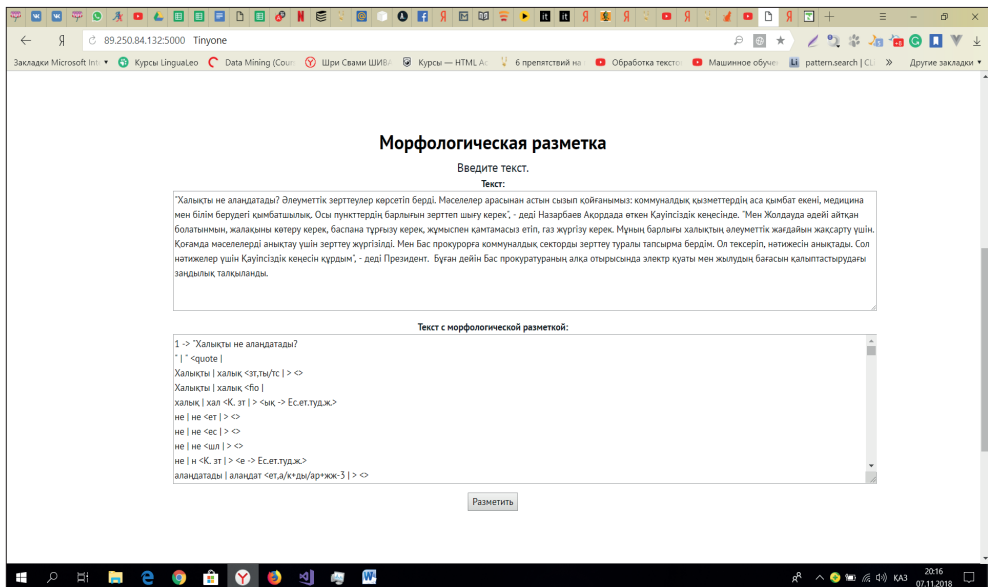 89.250.84.132:5000 Tinyone
Закладки Microsoft Int
Курсы LinguaLeo
Data Mining (Cour
Шри Свами ШИВА
Курсы — HTML Ac
6 препятствий на
Обработка тексто
Машинное обуче
pattern.search | CL
Другие закладки
Морфологическая разметка
Введите текст.
Текст:
"Халықты не алаңдатады? Әлеуметтік зерттеулер көрсетіп берді. Мәселелер арасынан астын сызып қойғанымыз: коммуналдық қызметтердің аса қымбат екені, медицина
мен білім берудегі қымбатшылық. Осы пункттердің барлығын зерттеп шығу керек", - деді Назарбаев Ақордада өткен Қауіпсіздік кеңесінде. "Мен Жолдауда әдейі айтқан
болатынмын, жалақыны көтеру керек, баспана тұрғызу керек, жұмыспен қамтамасыз етіп, газ жүргізу керек. Мұның барлығы халықтың әлеуметтік жағдайын жақсарту үшін.
Қоғамда мәселелерді анықтау үшін зерттеу жүргізілді. Мен Бас прокурорға коммуналдық секторды зерттеу туралы тапсырма бердім. Ол тексеріп, нәтижесін анықтады. Сол
нәтижелер үшін Қауіпсіздік кеңесін құрдым", - деді Президент.  Бұған дейін Бас прокуратураның алқа отырысында электр қуаты мен жылудың бағасын қалыптастырудағы
заңдылық талқыланды.
Текст с морфологической разметкой:
1 -> "Халықты не алаңдатады?
" | " <quote |
Халықты | халық <зт,ты/тс | > <>
Халықты | халық <fio |
халық | хал <К. зт | > <ық -> Ес.ет.туд.ж.>
не | не <ет | > <>
не | не <ес | > <>
не | не <шл | > <>
не | н <К. зт | > <е -> Ес.ет.туд.ж.>
алаңдатады | алаңдат <ет,а/к+ды/ар+жж-3 | > <>
Разметить
ҚАЗ
20:16
07.11.2018